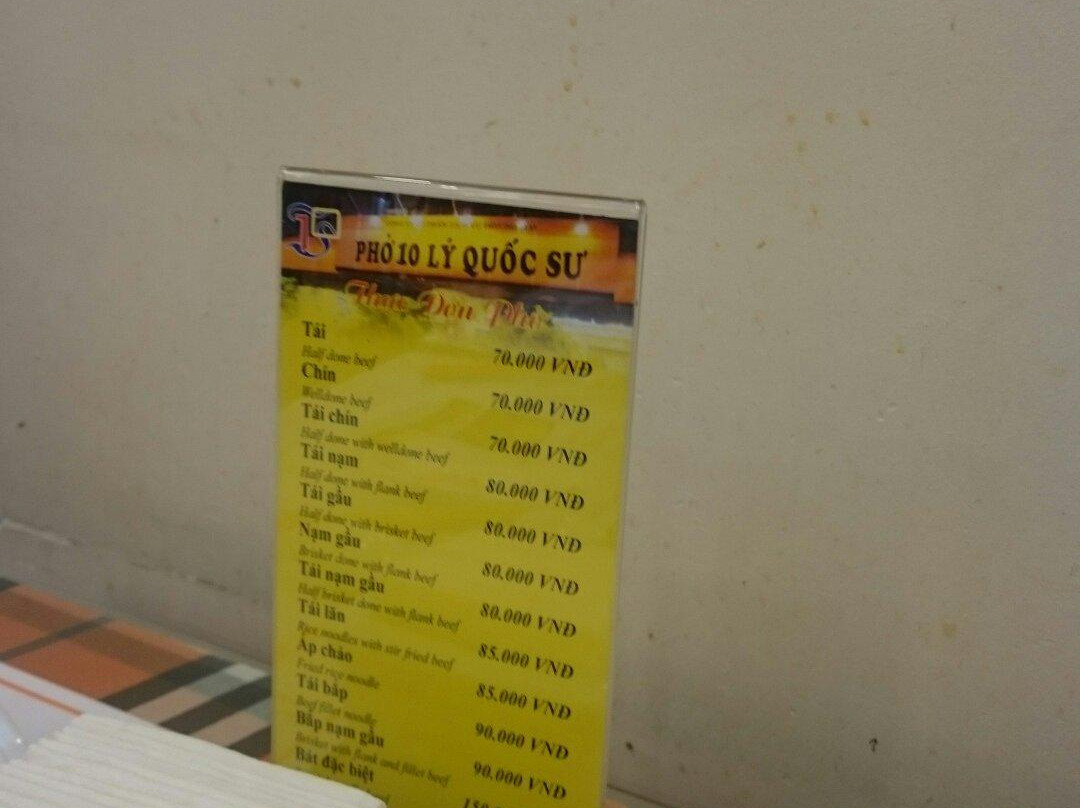 PHỞ 10 LÝ QUỐC SƯ
Thực Đơn Phở
Tái
70.000 VNĐ
Half done beef
Chín
70.000 VNĐ
Welldone beef
Tái chín
70.000 VNĐ
Half done with welldone beef
Tái nạm
80.000 VNĐ
Half done with flank beef
Tái gầu
80.000 VNĐ
Half done with brisket beef
Nạm gầu
80.000 VNĐ
Brisket done with flank beef
Tái nạm gầu
80.000 VNĐ
Half brisket done with flank beef
Tái lăn
85.000 VNĐ
Rice noodles with stir fried beef
Áp chảo
85.000 VNĐ
Fried rice noodle
Tái bắp
90.000 VNĐ
Beef fillet noodle
Bắp nạm gầu
90.000 VNĐ
Brisket with flank and fillet beef
Bát đặc biệt